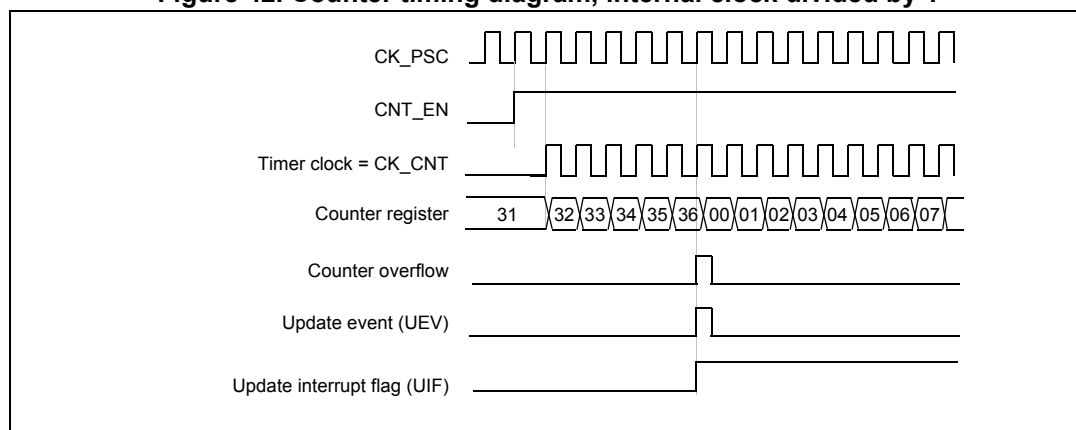 Figure 42. Counter timing diagram, internal clock divided by 1
CK_PSC
CNT_EN
Timer clock = CK_CNT
Counter register 31 32 33 34 35 36 00 01 02 03 04 05 06 07
Counter overflow
Update event (UEV)
Update interrupt flag (UIF)